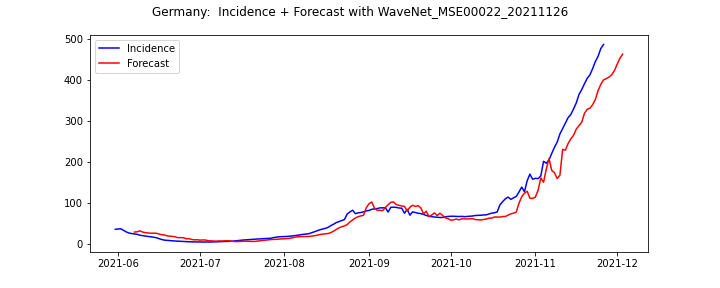 Germany:  Incidence + Forecast with WaveNet_MSE00022_20211126
Incidence
Forecast
500
400
300
200
100
0
2021-06 2021-07 2021-08 2021-09 2021-10 2021-11 2021-12